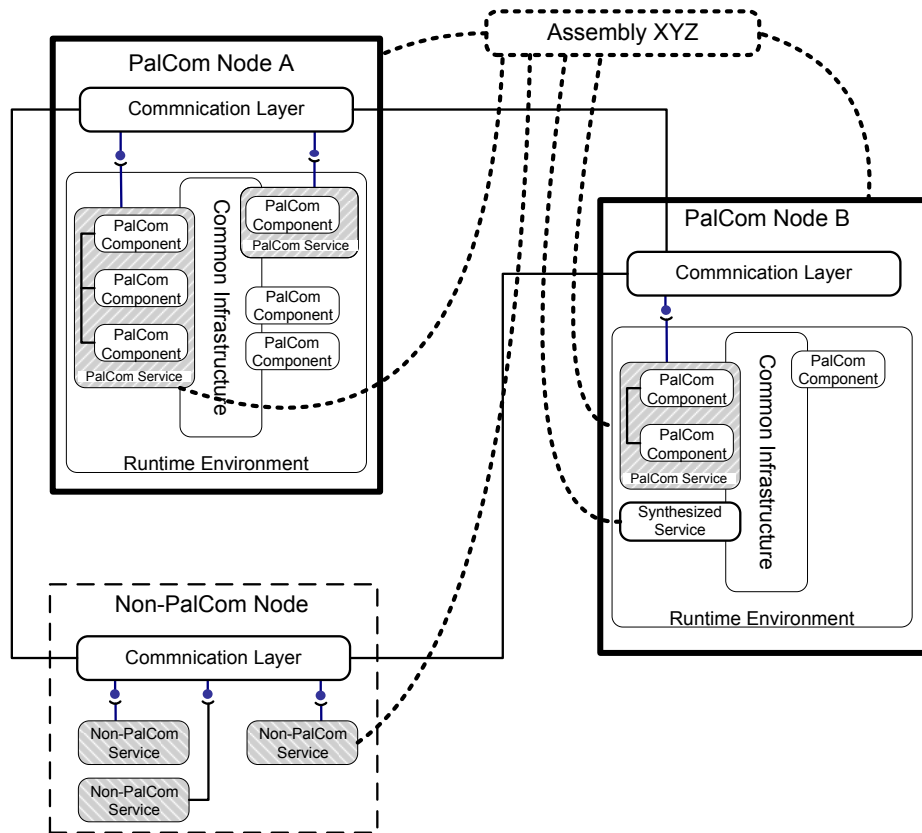 Assembly XYZ
PalCom Node A
Commnication Layer
PalCom
Component
PalCom
Component
PalCom
Component
PalCom Service
Common Infrastructure
PalCom
Component
PalCom Service
PalCom
Component
PalCom
Component
Runtime Environment
PalCom Node B
Commnication Layer
PalCom
Component
PalCom
Component
PalCom Service
Synthesized
Service
Common Infrastructure
PalCom
Component
Runtime Environment
Non-PalCom Node
Commnication Layer
Non-PalCom
Service
Non-PalCom
Service
Non-PalCom
Service